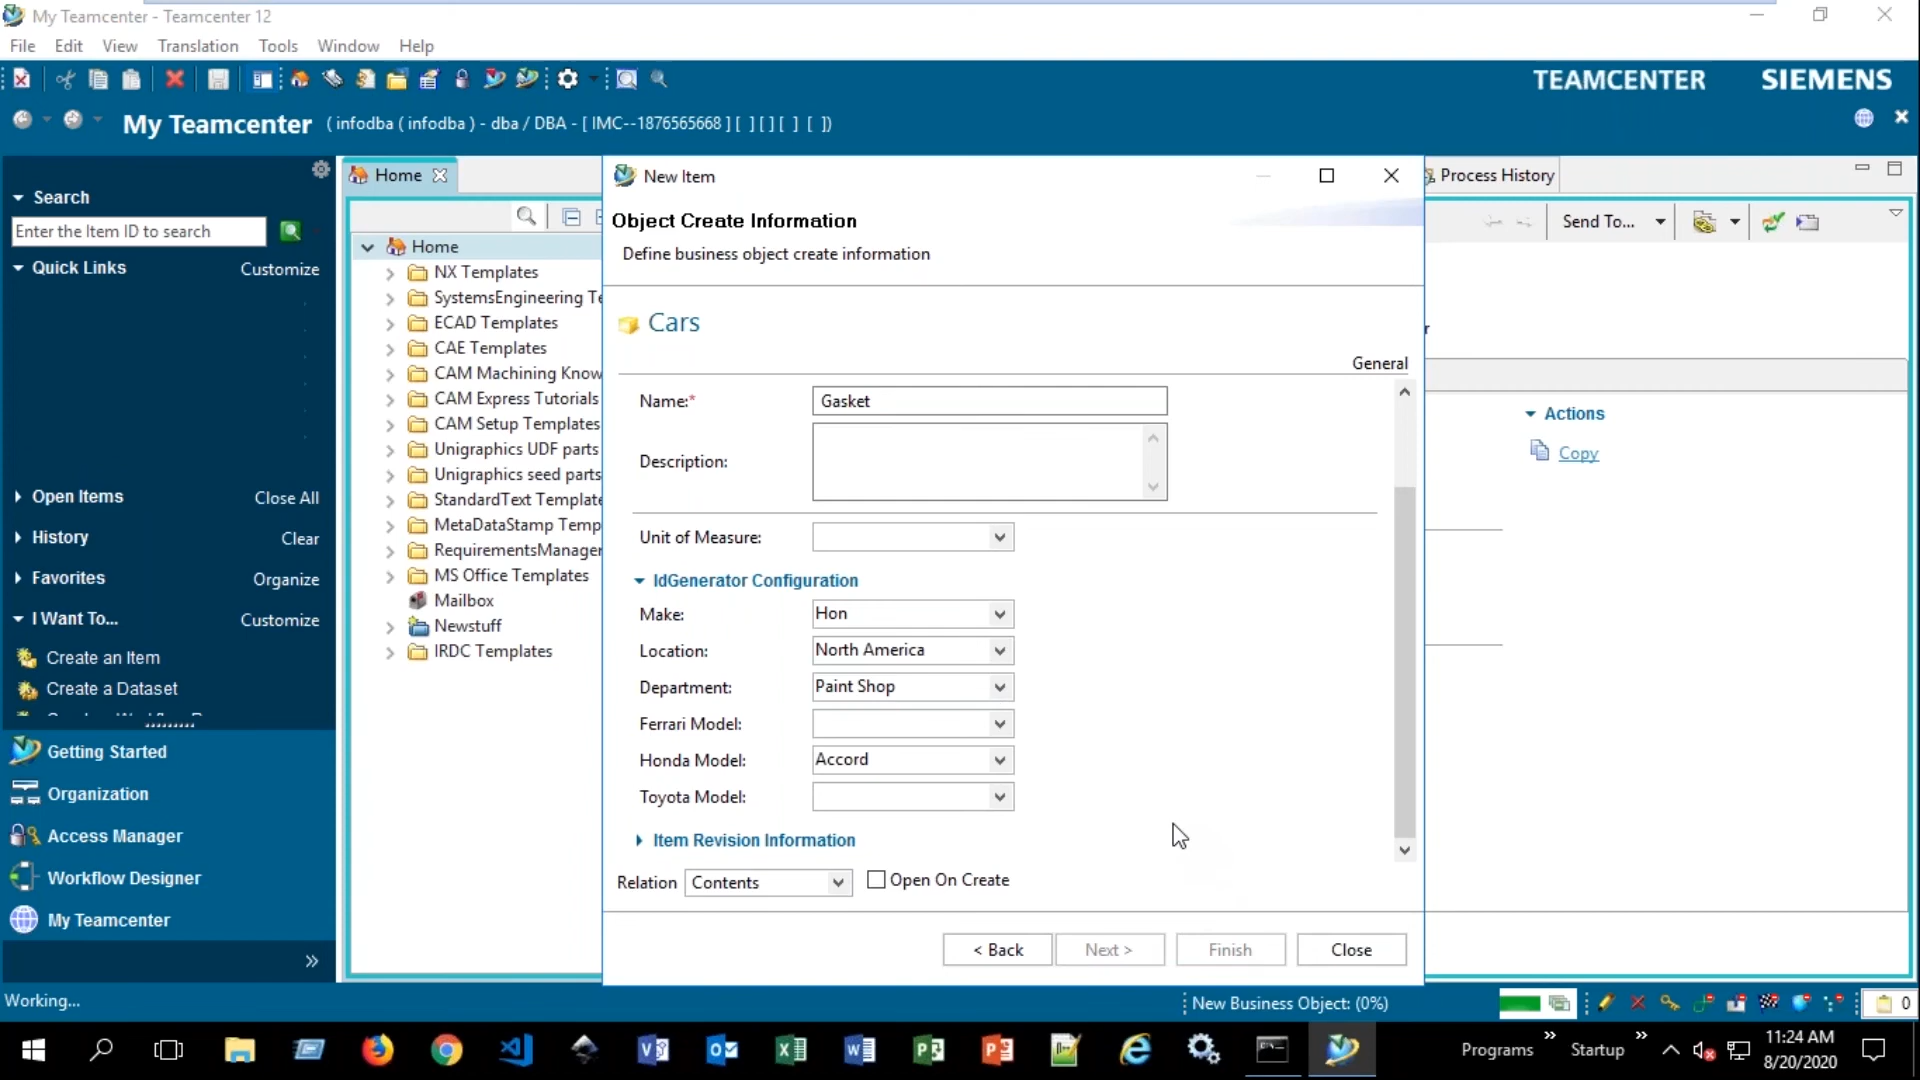 My Teamcenter - Teamcenter 12
File Edit View Translation Tools Window Help
TEAMCENTER SIEMENS
My Teamcenter ( infodba ( infodba ) - dba / DBA - [ IMC--1876565668 ] [ ] [ ] [ ] [ ])
Search
Enter the Item ID to search
Quick Links Customize
Open Items Close All
History Clear
Favorites Organize
I Want To... Customize
Create an Item
Create a Dataset
Getting Started
Organization
Access Manager
Workflow Designer
My Teamcenter
»
Home
Home
NX Templates
SystemsEngineering Te
ECAD Templates
CAE Templates
CAM Machining Know
CAM Express Tutorials
CAM Setup Templates
Unigraphics UDF parts
Unigraphics seed parts
StandardText Template
MetaDataStamp Temp
RequirementsManager
MS Office Templates
Mailbox
Newstuff
IRDC Templates
New Item
Object Create Information
Define business object create information
Cars
General
Name:* Gasket
Description:
Unit of Measure:
IdGenerator Configuration
Make: Hon
Location: North America
Department: Paint Shop
Ferrari Model:
Honda Model: Accord
Toyota Model:
Item Revision Information
Relation Contents Open On Create
< Back Next > Finish Close
Process History
Send To...
r
Actions
Copy
Working...
New Business Object: (0%)
0
Programs » Startup »
11:24 AM
8/20/2020